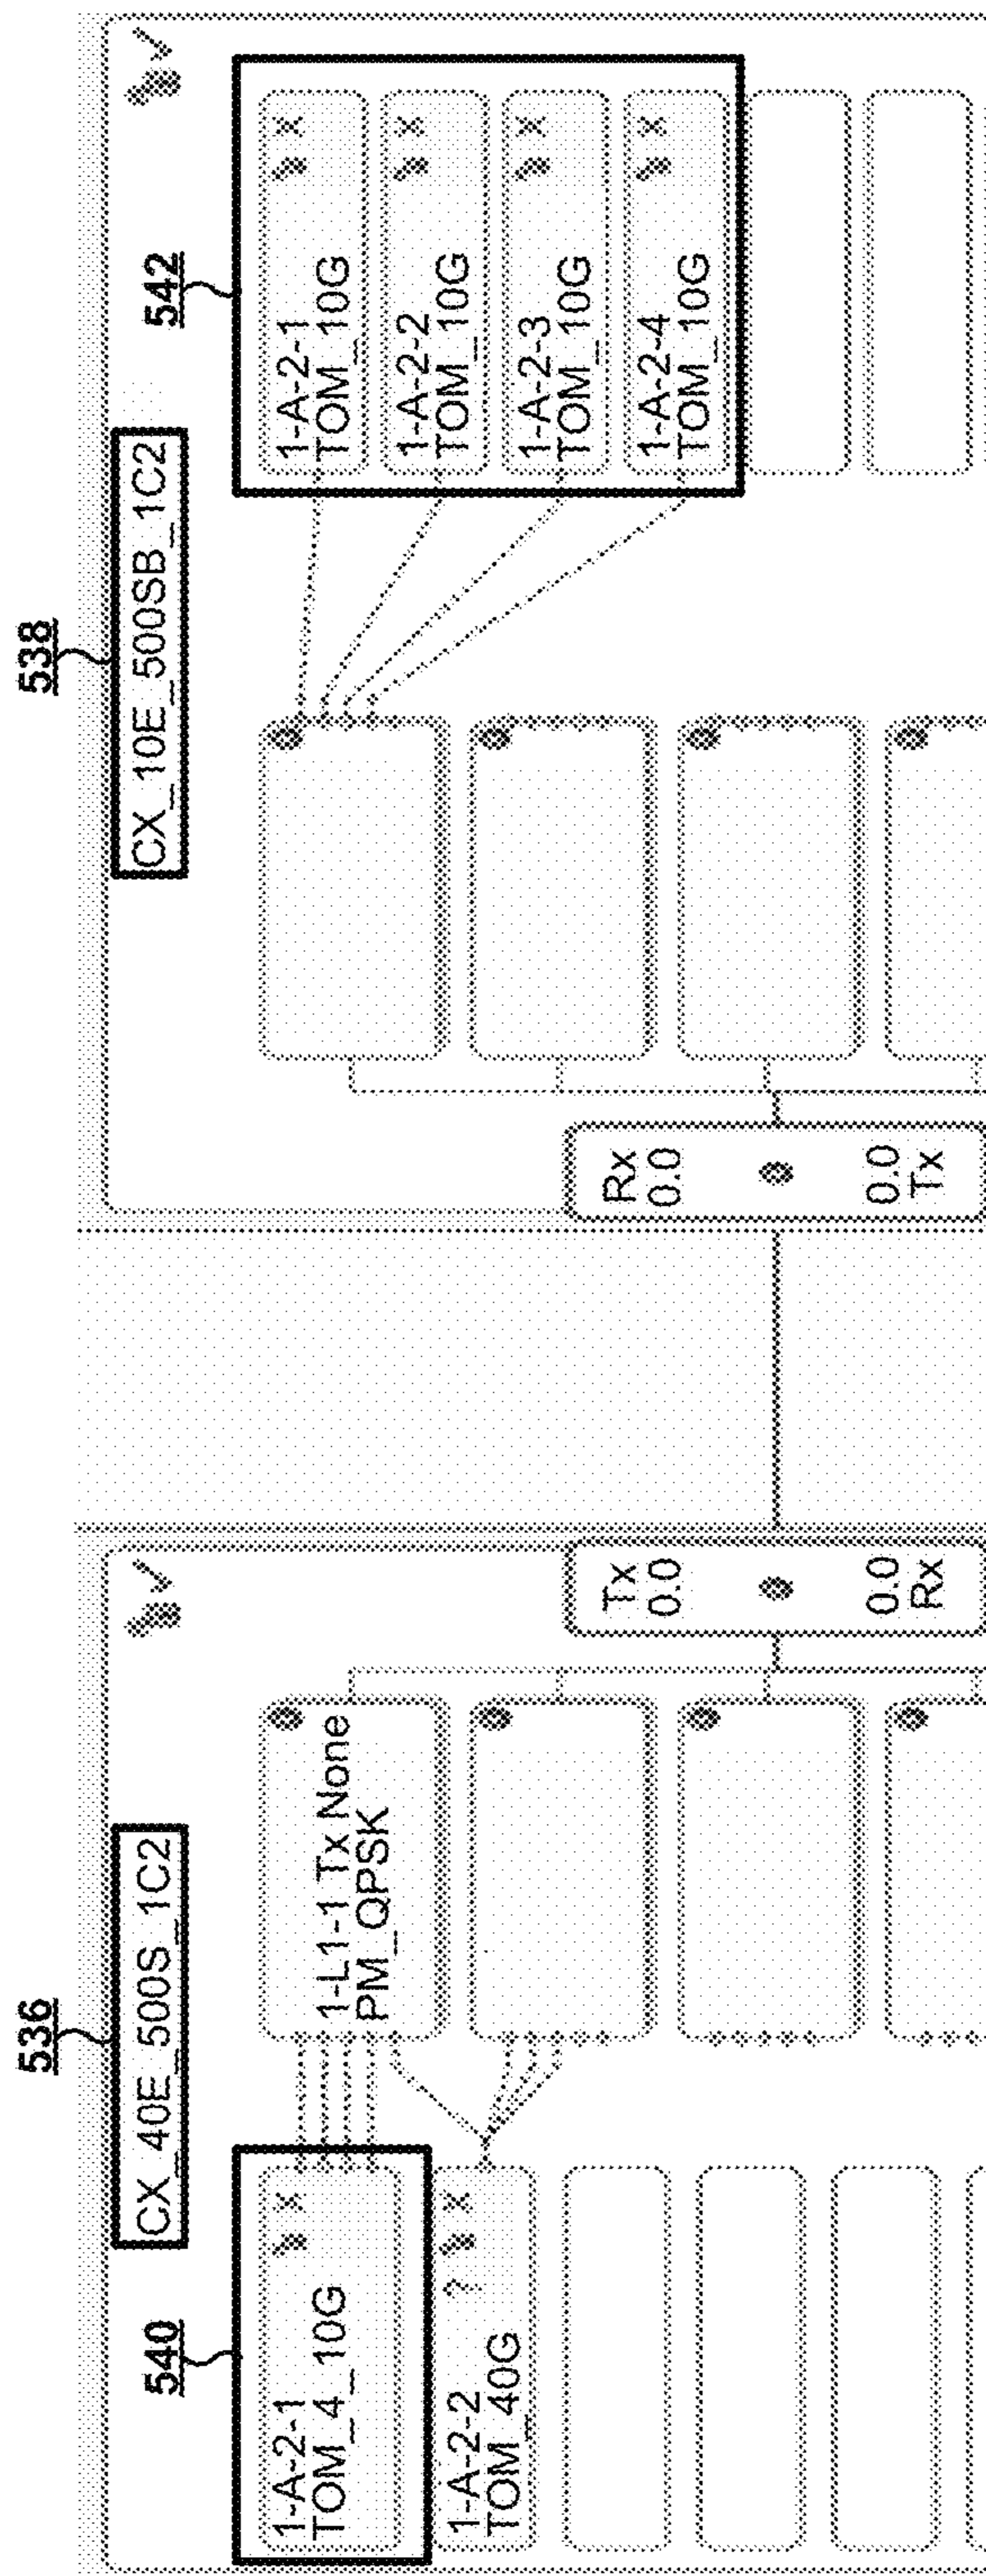 536
CX_40E_500S_1C2
540
1-A-2-1
TOM_4_10G
X
1-A-2-2
TOM_40G
? X
1-L1-1 Tx None
PM_QPSK
Tx
0.0
0.0
Rx
538
CX_10E_500SB_1C2
Rx
0.0
0.0
Tx
542
1-A-2-1
TOM_10G
X
1-A-2-2
TOM_10G
X
1-A-2-3
TOM_10G
X
1-A-2-4
TOM_10G
X